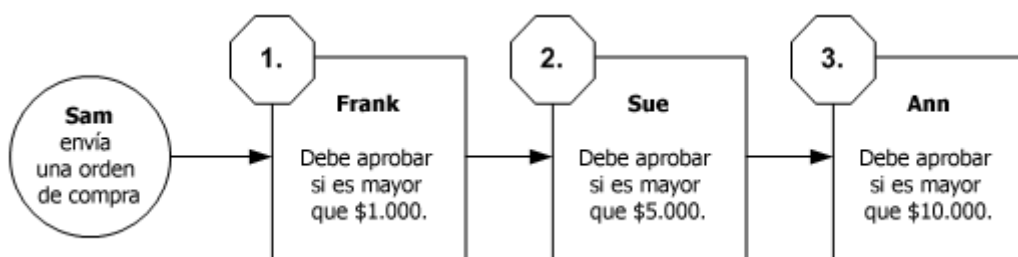 Sam
envía
una orden
de compra
1.
Frank
Debe aprobar
si es mayor
que $1.000.
2.
Sue
Debe aprobar
si es mayor
que $5.000.
3.
Ann
Debe aprobar
si es mayor
que $10.000.